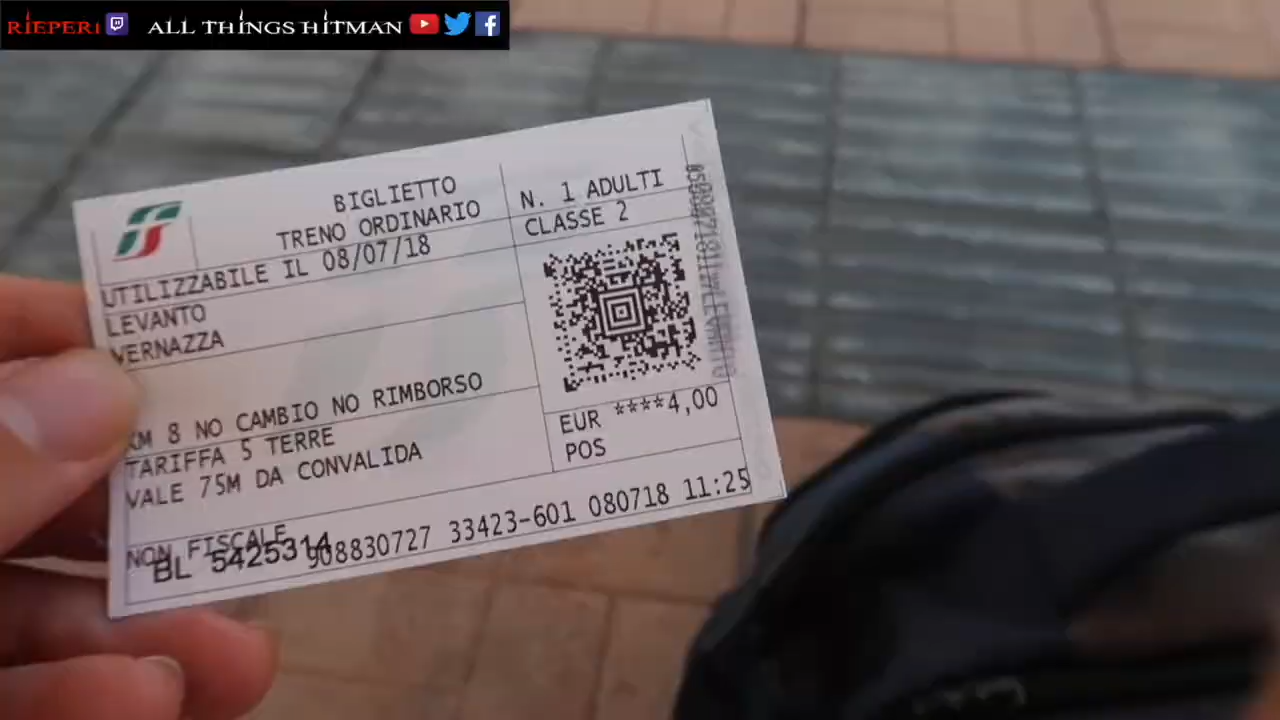 RIEPER1 ALL THINGS HITMAN
BIGLIETTO
TRENO ORDINARIO
N. 1 ADULTI
CLASSE 2
UTILIZZABILE IL 08/07/18
LEVANTO
VERNAZZA
KM 8 NO CAMBIO NO RIMBORSO
TARIFFA 5 TERRE
VALE 75M DA CONVALIDA
EUR ****4,00
POS
NON FISCALE
BL 5425314
908830727 33423-601 080718 11:25